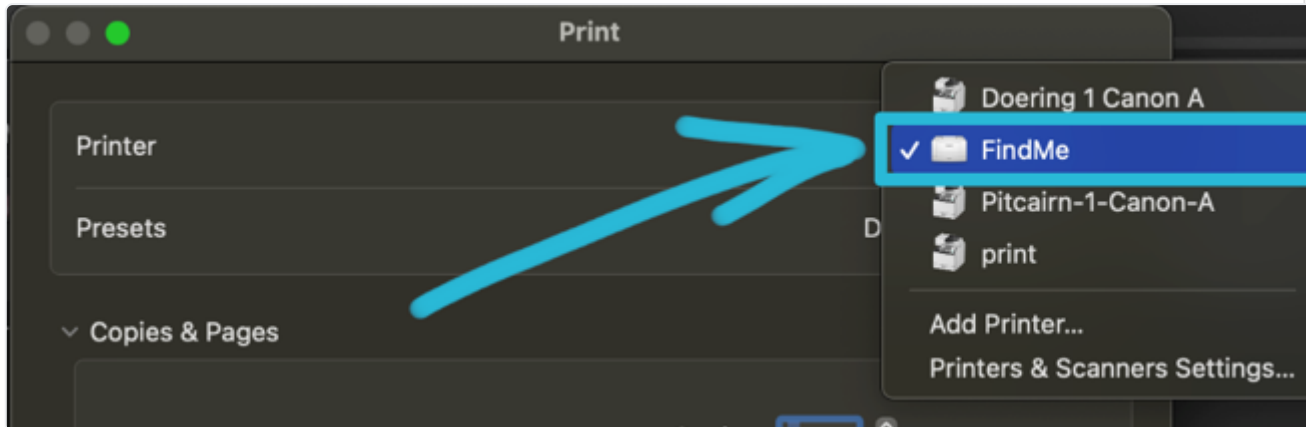 Print
Printer
Presets
D
Copies & Pages
Doering 1 Canon A
✓ FindMe
Pitcairn-1-Canon-A
print
Add Printer...
Printers & Scanners Settings...